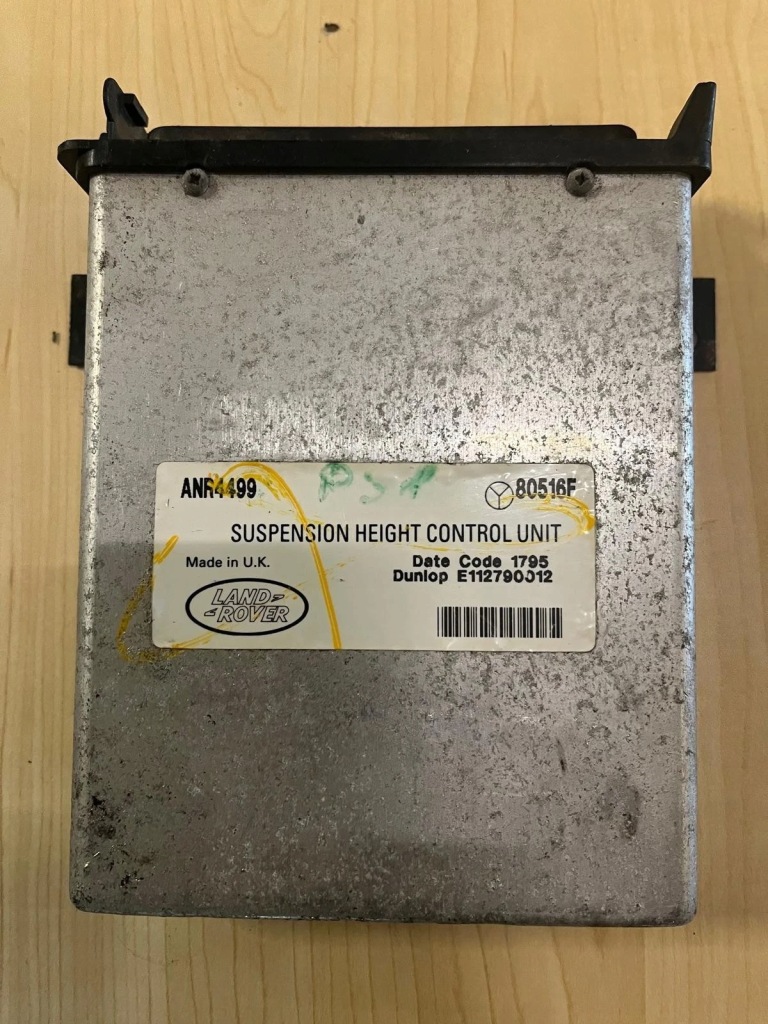 ANR4499
80516F
SUSPENSION HEIGHT CONTROL UNIT
Made in U.K.
Date Code 1795
Dunlop E112790012
LAND-
-ROVER